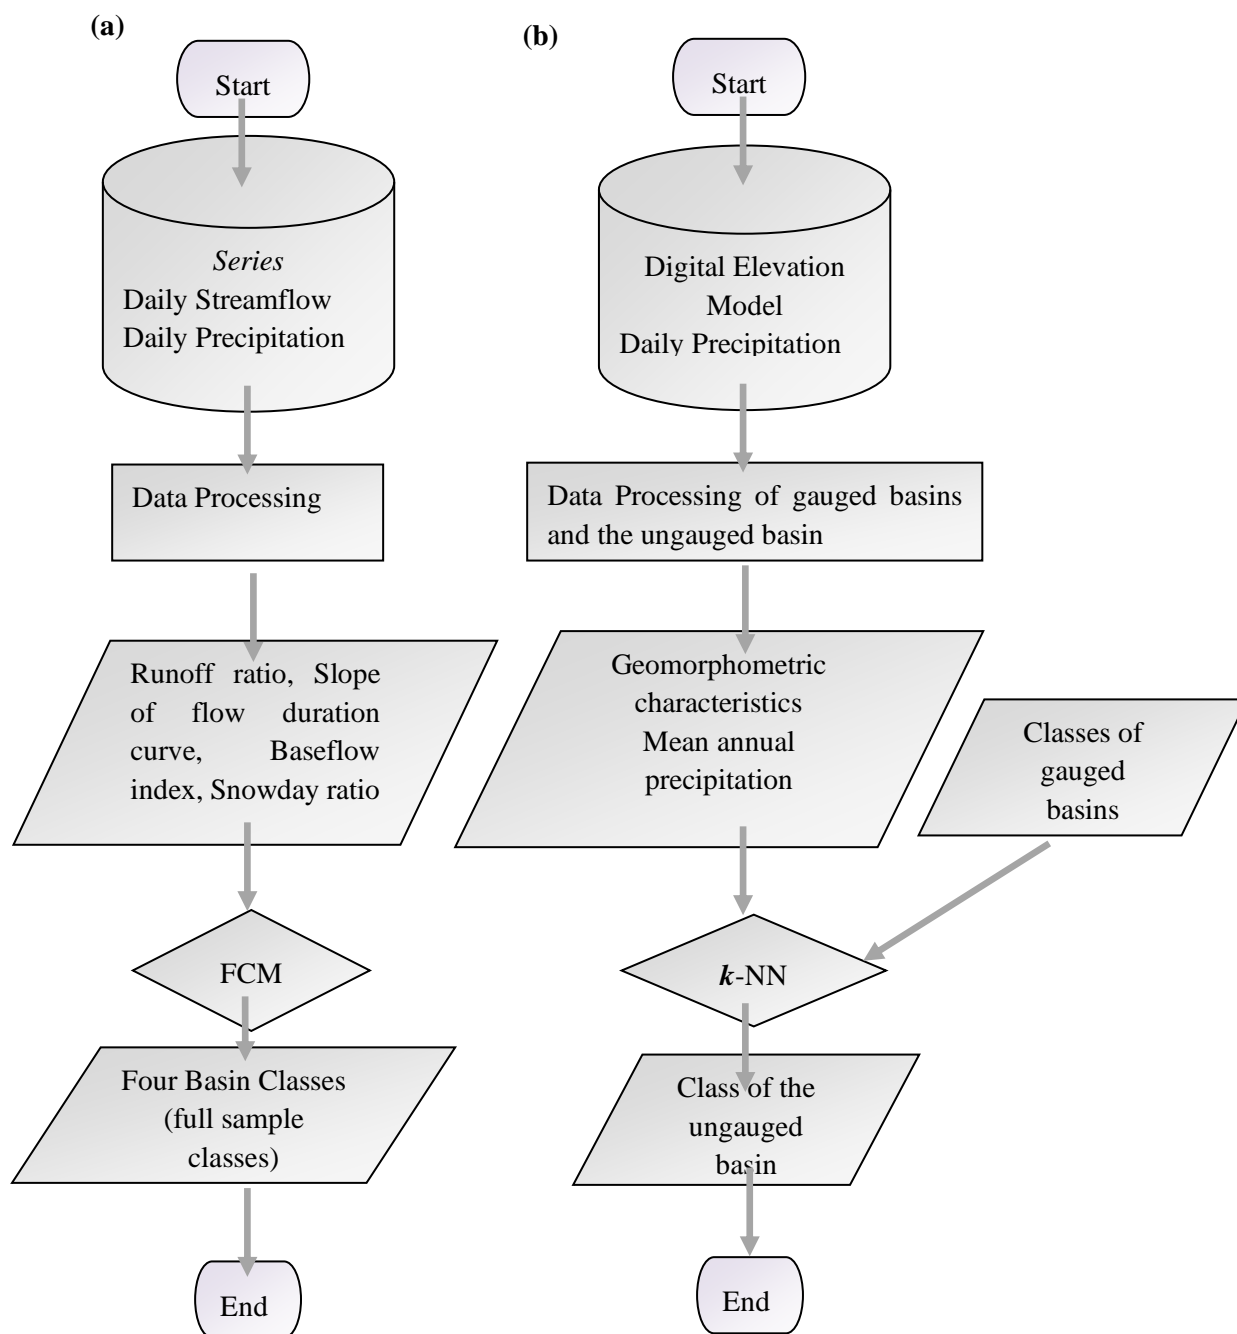 (a)
Start
Series
Daily Streamflow
Daily Precipitation
Data Processing
Runoff ratio, Slope
of flow duration
curve, Baseflow
index, Snowday ratio
FCM
Four Basin Classes
(full sample
classes)
End
(b)
Start
Digital Elevation
Model
Daily Precipitation
Data Processing of gauged basins
and the ungauged basin
Geomorphometric
characteristics
Mean annual
precipitation
Classes of
gauged
basins
k-NN
Class of the
ungauged
basin
End